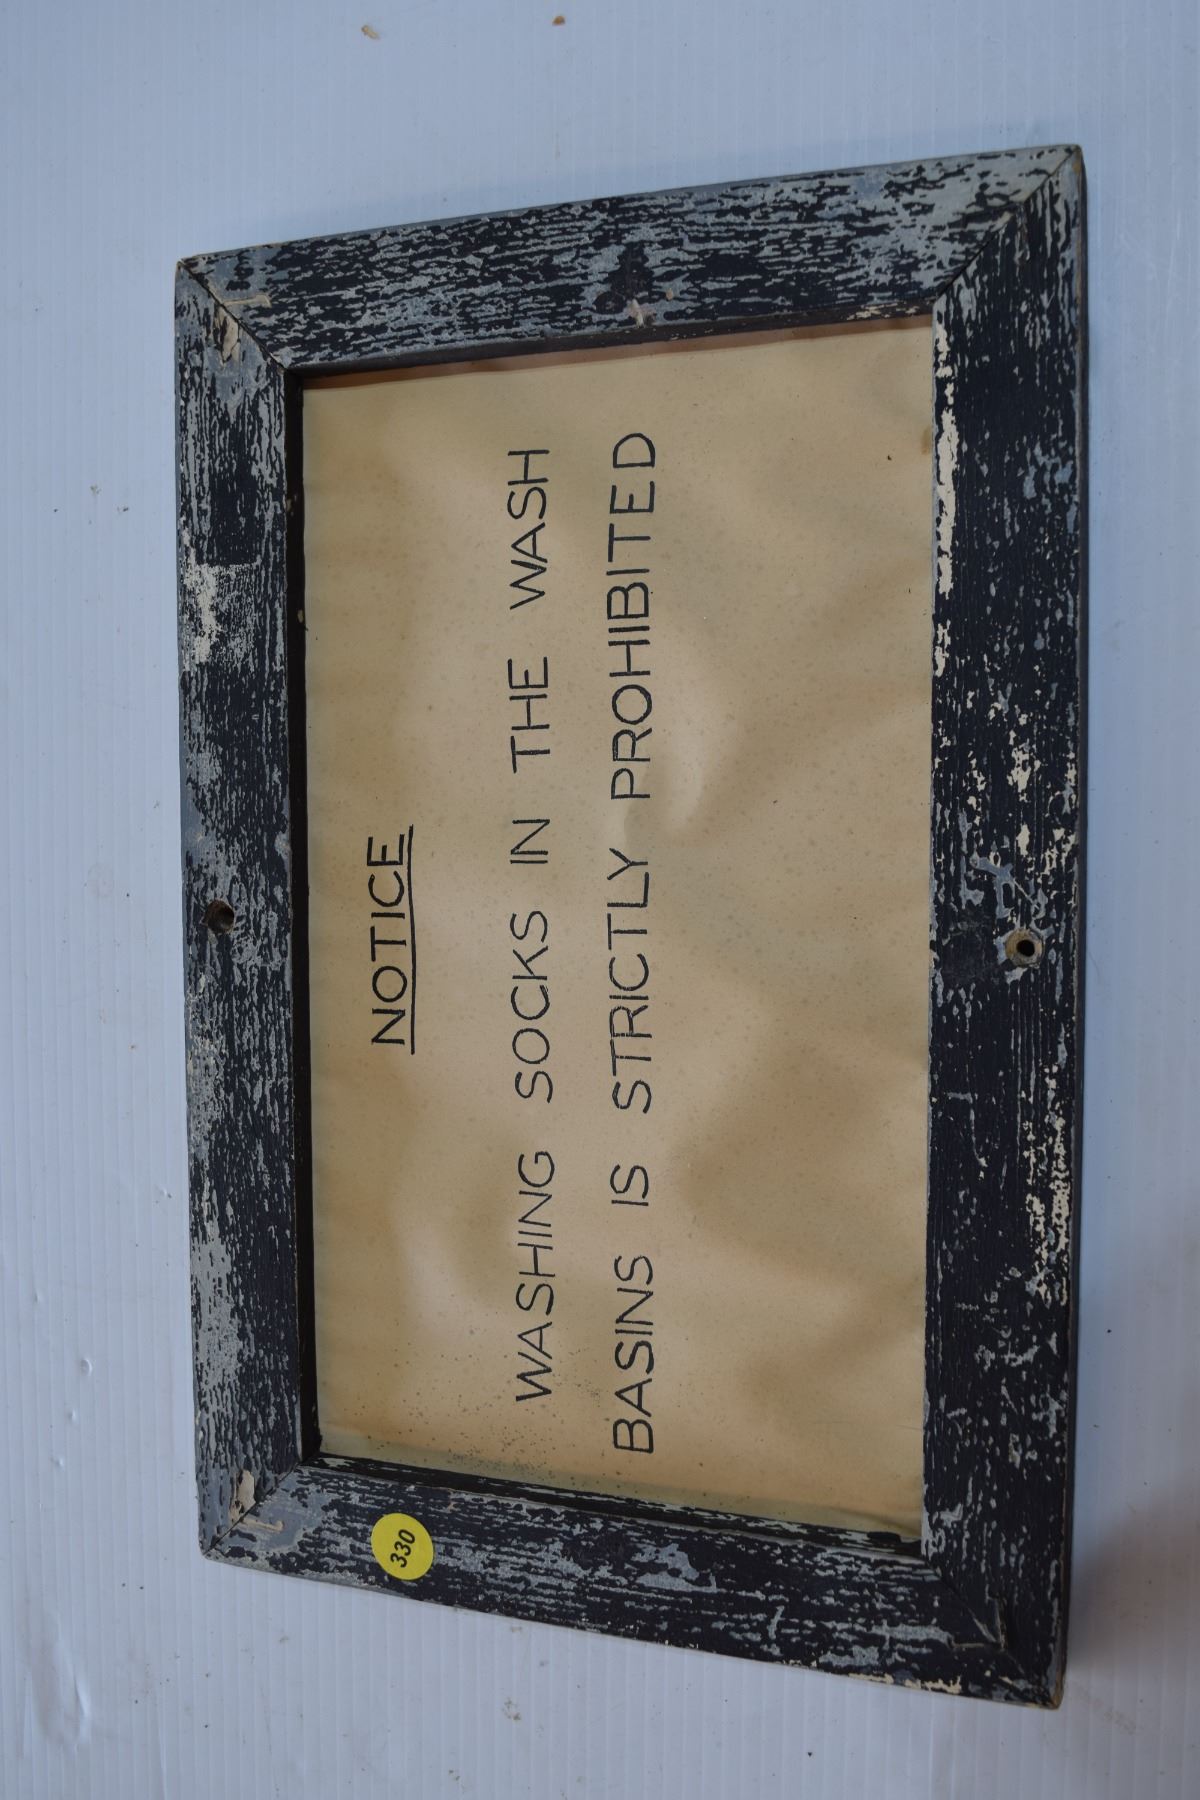 NOTICE
WASHING SOCKS IN THE WASH
BASINS IS STRICTLY PROHIBITED
330